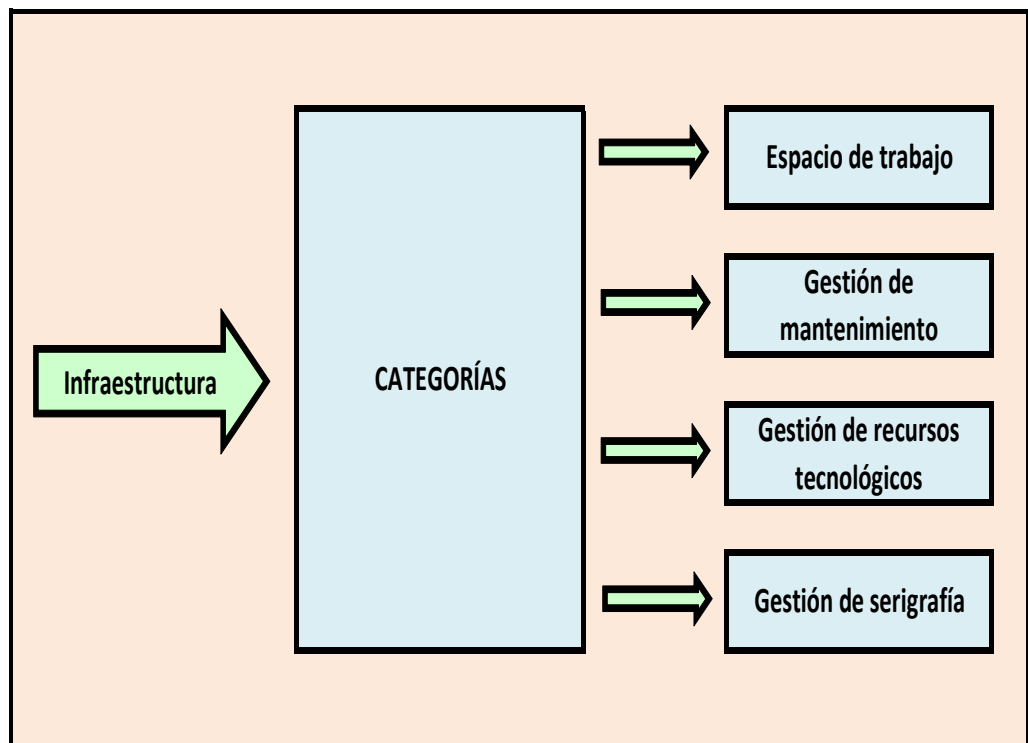 Infraestructura
CATEGORÍAS
Espacio de trabajo
Gestión de
mantenimiento
Gestión de recursos
tecnológicos
Gestión de serigrafía